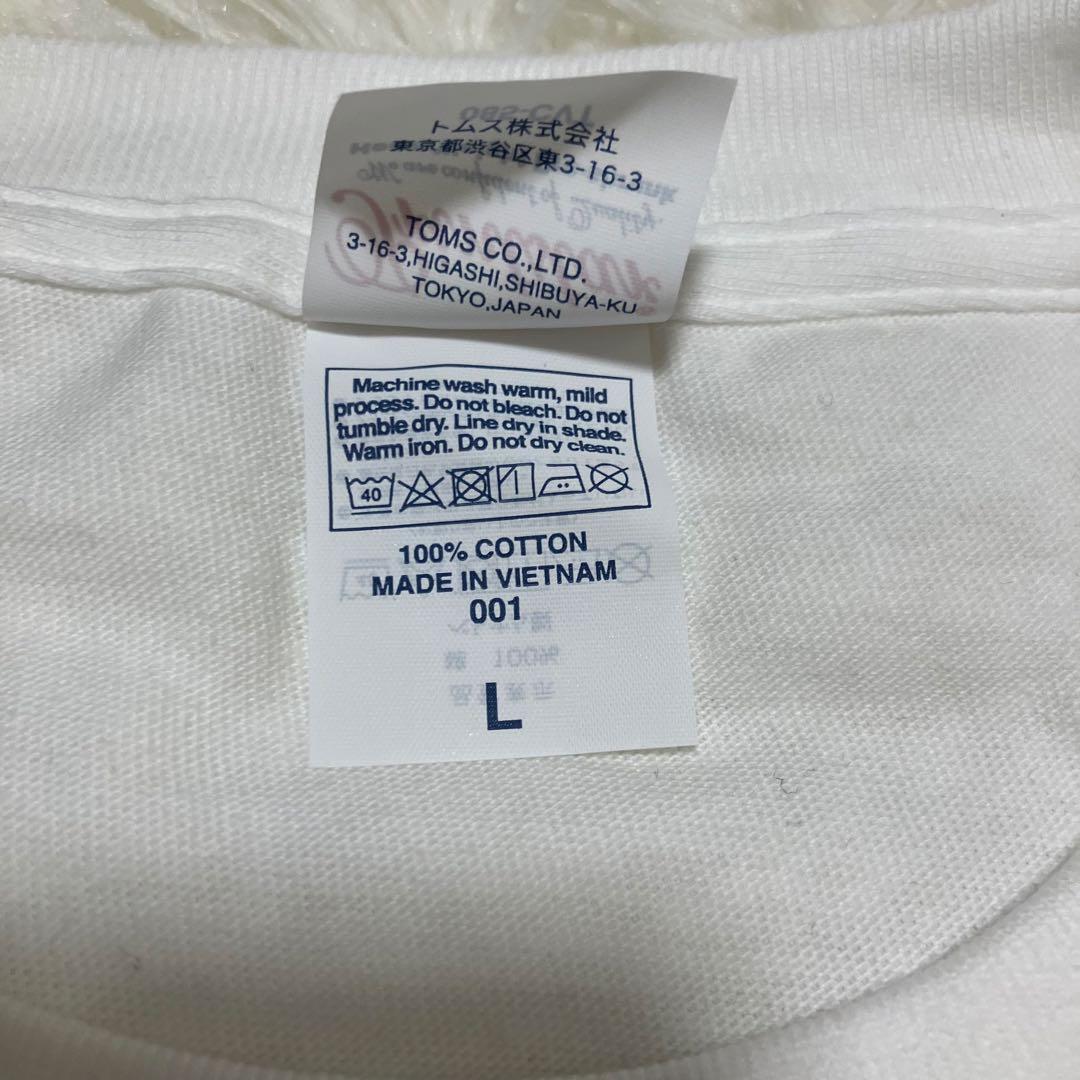 トムス株式会社
東京都渋谷区東3-16-3
TOMS CO.,LTD.
3-16-3,HIGASHI,SHIBUYA-KU
TOKYO,JAPAN
Machine wash warm, mild
process. Do not bleach. Do not
tumble dry. Line dry in shade.
Warm iron. Do not dry clean.
40
100% COTTON
MADE IN VIETNAM
001
L